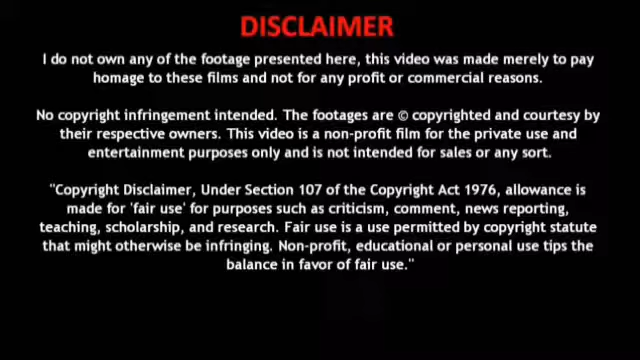 DISCLAIMER
I do not own any of the footage presented here, this video was made merely to pay
homage to these films and not for any profit or commercial reasons.
No copyright infringement intended. The footages are © copyrighted and courtesy by
their respective owners. This video is a non-profit film for the private use and
entertainment purposes only and is not intended for sales or any sort.
"Copyright Disclaimer, Under Section 107 of the Copyright Act 1976, allowance is
made for 'fair use' for purposes such as criticism, comment, news reporting,
teaching, scholarship, and research. Fair use is a use permitted by copyright statute
that might otherwise be infringing. Non-profit, educational or personal use tips the
balance in favor of fair use."